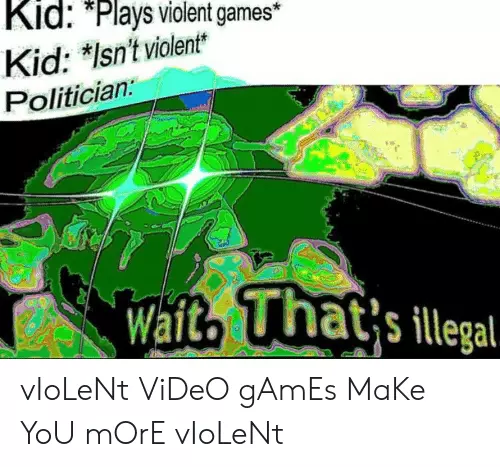 Kid: *Plays violent games*
Kid: *Isn't violent*
Politician:
Wait, That's illegal
vIoLeNt ViDeO gAmEs MaKe
YoU mOrE vIoLeNt